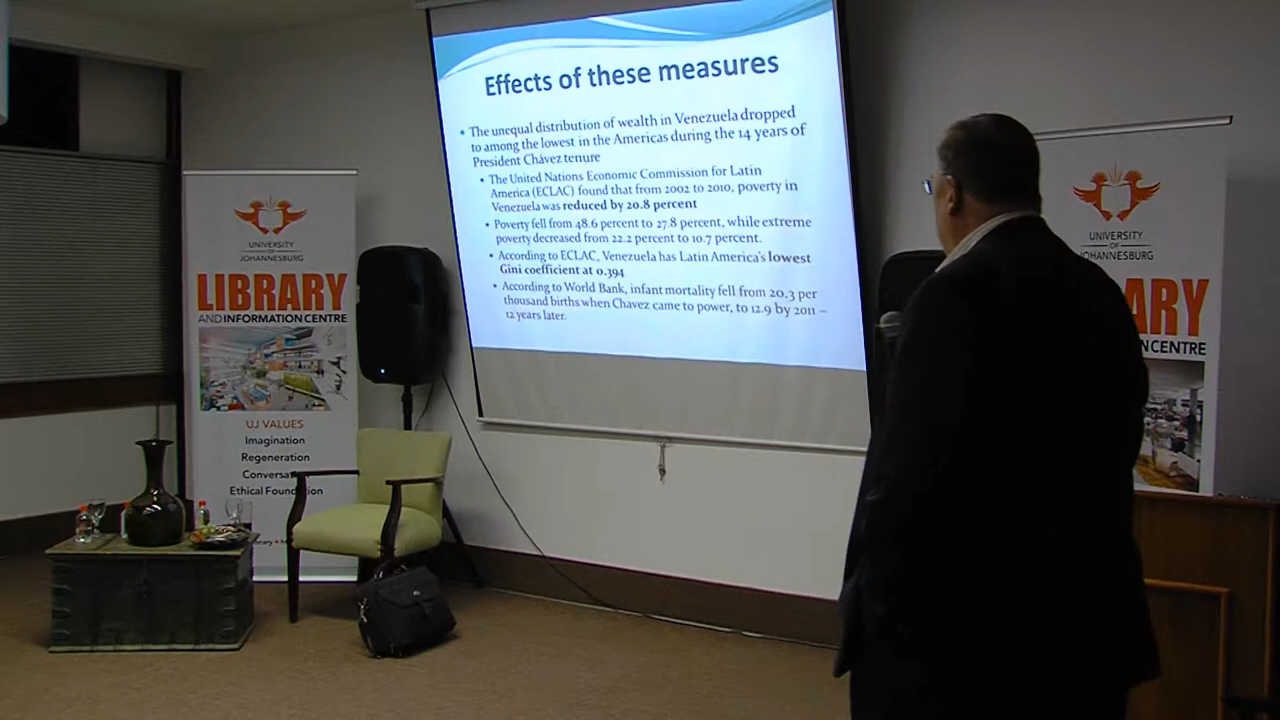 Effects of these measures
• The unequal distribution of wealth in Venezuela dropped
to among the lowest in the Americas during the 14 years of
President Chávez tenure
• The United Nations Economic Commission for Latin
America (ECLAC) found that from 2002 to 2010, poverty in
Venezuela was reduced by 20.8 percent
• Poverty fell from 48.6 percent to 27.8 percent, while extreme
poverty decreased from 22.2 percent to 10.7 percent.
• According to ECLAC, Venezuela has Latin America's lowest
Gini coefficient at 0.394
• According to World Bank, infant mortality fell from 20.3 per
thousand births when Chavez came to power, to 12.9 by 2011 –
12 years later.
UNIVERSITY
OF
JOHANNESBURG
LIBRARY
AND INFORMATION CENTRE
UJ VALUES
Imagination
Regeneration
Conversation
Ethical Foundation
UNIVERSITY
OF
JOHANNESBURG
ARY
N CENTRE